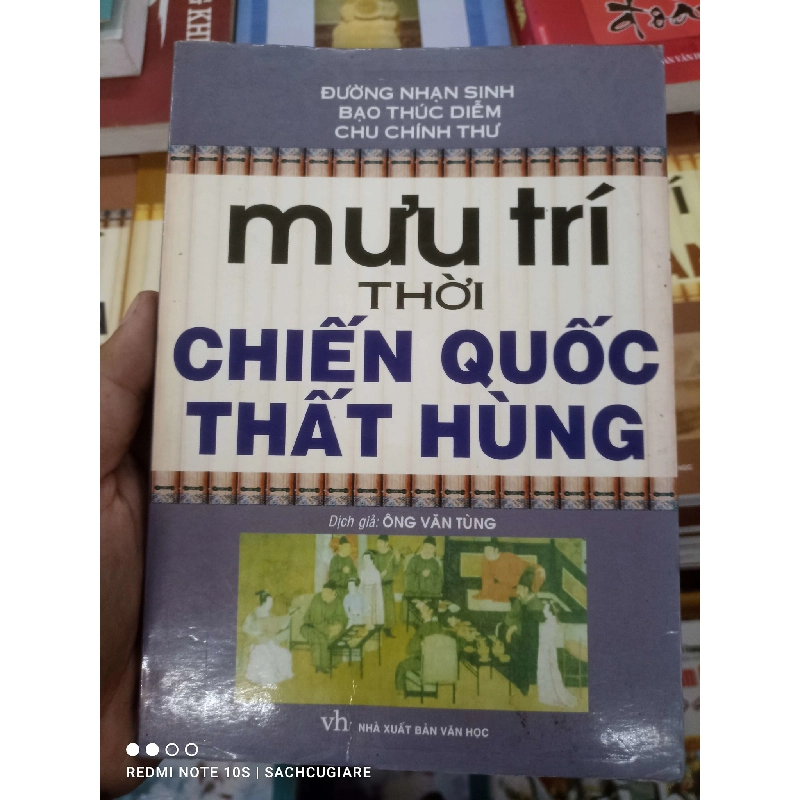 ĐƯỜNG NHẠN SINH
BẠO THÚC DIỄM
CHU CHÍNH THƯ
mưu trí
THỜI
CHIẾN QUỐC
THẤT HÙNG
Dịch giả: ÔNG VĂN TÙNG
vh NHÀ XUẤT BẢN VĂN HỌC
REDMI NOTE 10S | SACHCUGIARE